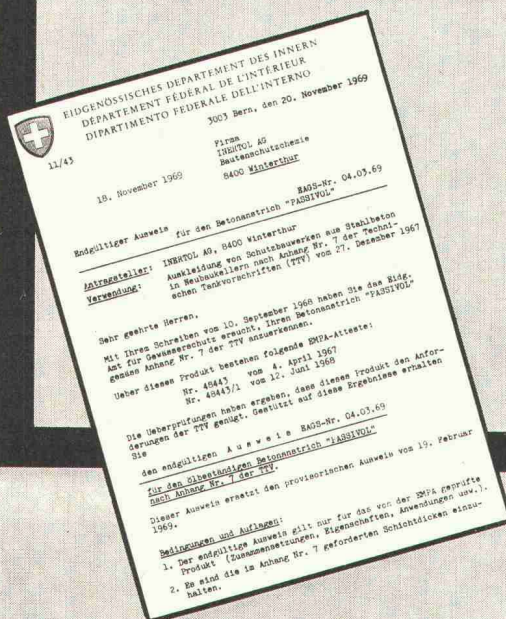 EIDGENÖSSISCHES DEPARTEMENT DES INNERN
DÉPARTEMENT FÉDÉRAL DE L'INTÉRIEUR
DIPARTIMENTO FEDERALE DELL'INTERNO
3003 Bern, den 20. November 1969
11/43
Firma
INERTOL AG
Bautenschutzchemie
8400 Winterthur
18. November 1969
BAGS-Nr. 04.03.69
Endgültiger Ausweis für den Betonanstrich "PASSIVOL"
Antragsteller: INERTOL AG, 8400 Winterthur
Verwendung: Auskleidung von Schutzbauwerken aus Stahlbeton
in Neubaukellern nach Anhang Nr. 7 der Techni-
schen Tankvorschriften (TTV) vom 27. Dezember 1967
Sehr geehrte Herren,
Mit Ihrem Schreiben vom 10. September 1968 haben Sie das Eidg.
Amt für Gewässerschutz ersucht, Ihren Betonanstrich "PASSIVOL"
gemäss Anhang Nr. 7 der TTV anzuerkennen.
Ueber dieses Produkt bestehen folgende EMPA-Atteste:
Nr. 48443 vom 4. April 1967
Nr. 48443/1 vom 12. Juni 1968
Die Ueberprüfungen haben ergeben, dass dieses Produkt den Anfor-
derungen der TTV genügt. Gestützt auf diese Ergebnisse erhalten
Sie
den endgültigen A u s w e i s BAGS-Nr. 04.03.69
für den ölbeständigen Betonanstrich "PASSIVOL"
nach Anhang Nr. 7 der TTV.
Dieser Ausweis ersetzt den provisorischen Ausweis vom 19. Februar
1969.
Bedingungen und Auflagen:
1. Der endgültige Ausweis gilt nur für das von der EMPA geprüfte
Produkt (Zusammensetzungen, Eigenschaften, Anwendungen usw.).
2. Es sind die im Anhang Nr. 7 geforderten Schichtdicken einzu-
halten.